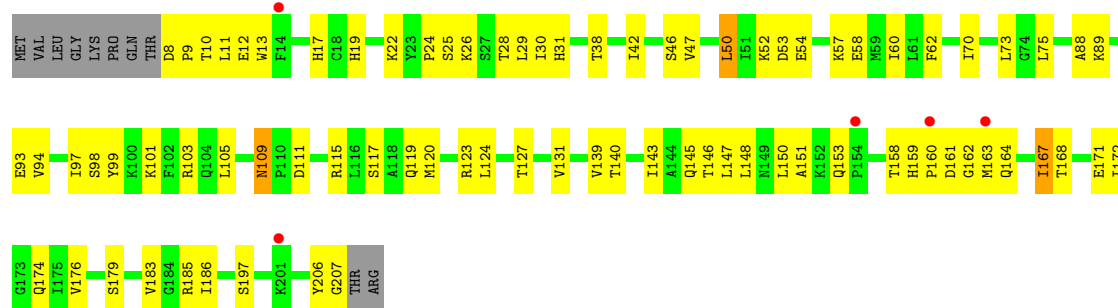 MET VAL LEU GLY LYS PRO GLN THR D8 P9 T10 L11 E12 W13 F14 H17 C18 H19 K22 Y23 P24 S25 K26 S27 T28 L29 I30 H31 T38 I42 S46 V47 L50 I51 K52 D53 E54 K57 E58 M59 I60 L61 F62 I70 L73 G74 L75 A88 K89
E93 V94 I97 S98 Y99 K100 K101 F102 R103 Q104 L105 N109 P110 D111 R115 L116 S117 A118 Q119 M120 R123 L124 T127 V131 V139 T140 I143 A144 Q145 T146 L147 L148 N149 L150 A151 K152 Q153 P154 T158 H159 P160 D161 G162 M163 Q164 I167 T168 E171 I172
G173 Q174 I175 V176 S179 V183 G184 R185 I186 S197 K201 Y206 G207 THR ARG